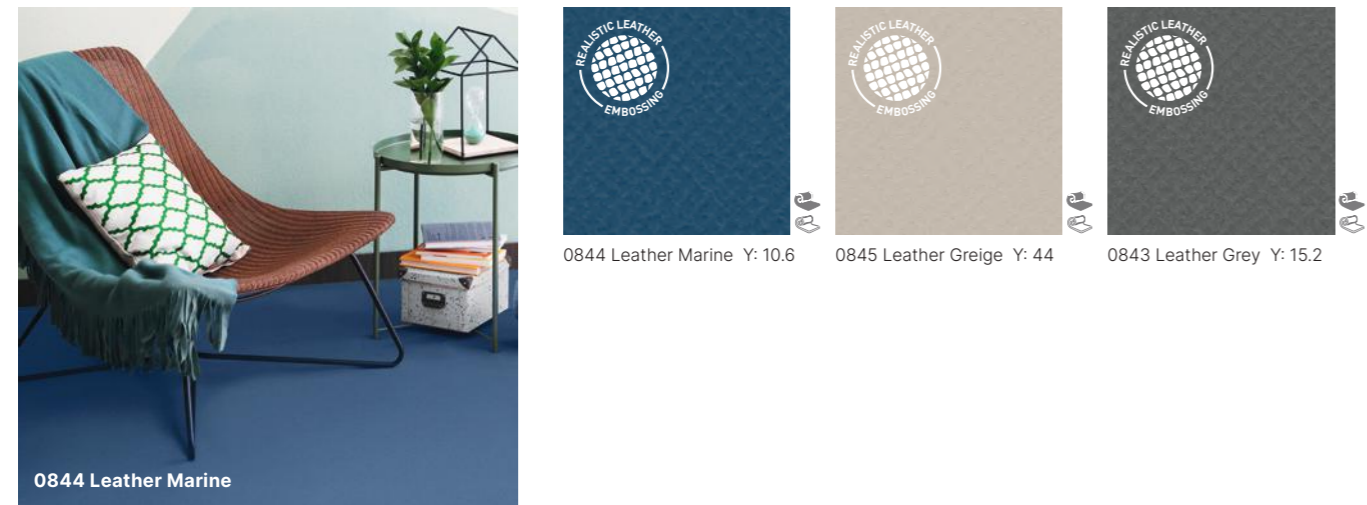 0844 Leather Marine
REALISTIC LEATHER
EMBOSSING
0844 Leather Marine Y: 10.6
REALISTIC LEATHER
EMBOSSING
0845 Leather Greige Y: 44
REALISTIC LEATHER
EMBOSSING
0843 Leather Grey Y: 15.2